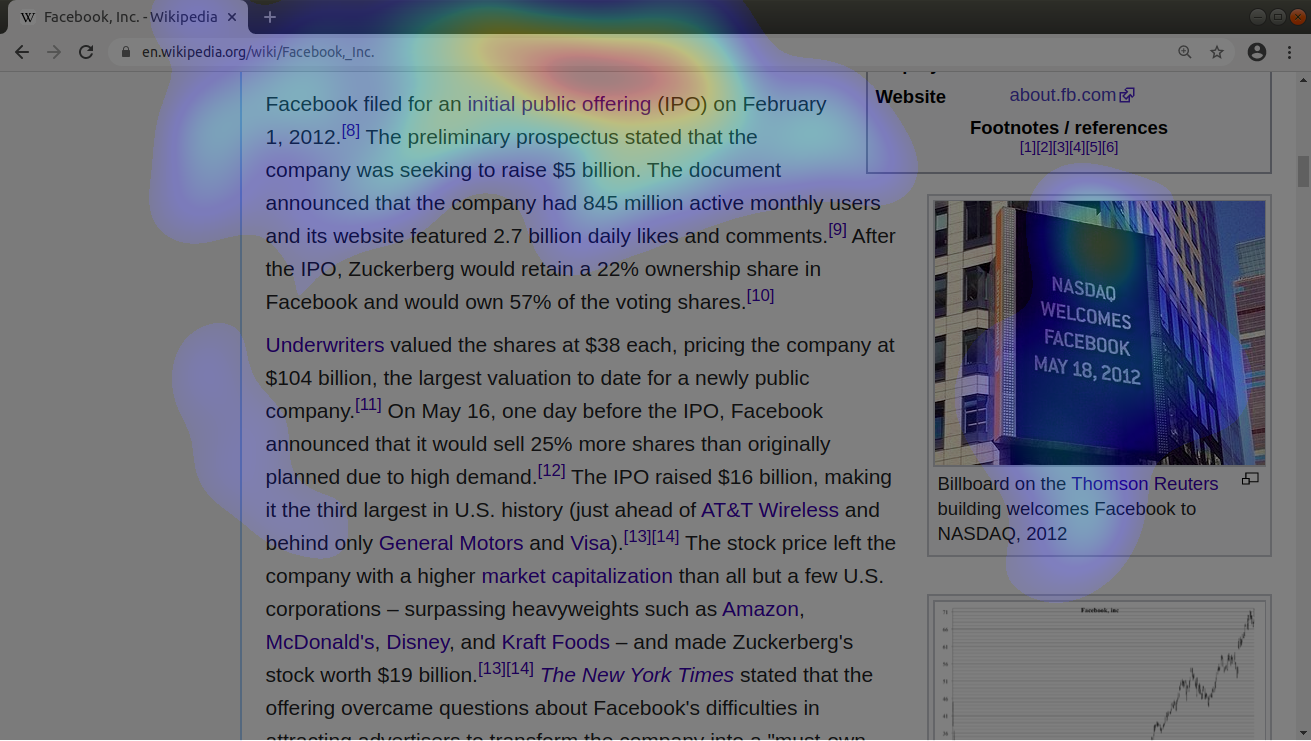 Facebook, Inc. - Wikipedia
en.wikipedia.org/wiki/Facebook,_Inc.
Facebook filed for an initial public offering (IPO) on February
1, 2012.[8] The preliminary prospectus stated that the
company was seeking to raise $5 billion. The document
announced that the company had 845 million active monthly users
and its website featured 2.7 billion daily likes and comments.[9] After
the IPO, Zuckerberg would retain a 22% ownership share in
Facebook and would own 57% of the voting shares.[10]
Underwriters valued the shares at $38 each, pricing the company at
$104 billion, the largest valuation to date for a newly public
company.[11] On May 16, one day before the IPO, Facebook
announced that it would sell 25% more shares than originally
planned due to high demand.[12] The IPO raised $16 billion, making
it the third largest in U.S. history (just ahead of AT&T Wireless and
behind only General Motors and Visa).[13][14] The stock price left the
company with a higher market capitalization than all but a few U.S.
corporations – surpassing heavyweights such as Amazon,
McDonald's, Disney, and Kraft Foods – and made Zuckerberg's
stock worth $19 billion.[13][14] The New York Times stated that the
offering overcame questions about Facebook's difficulties in
attracting advertisers to transform the company into a "must-own
Website about.fb.com
Footnotes / references
[1][2][3][4][5][6]
NASDAQ
WELCOMES
FACEBOOK
MAY 18, 2012
Billboard on the Thomson Reuters
building welcomes Facebook to
NASDAQ, 2012
Facebook, Inc